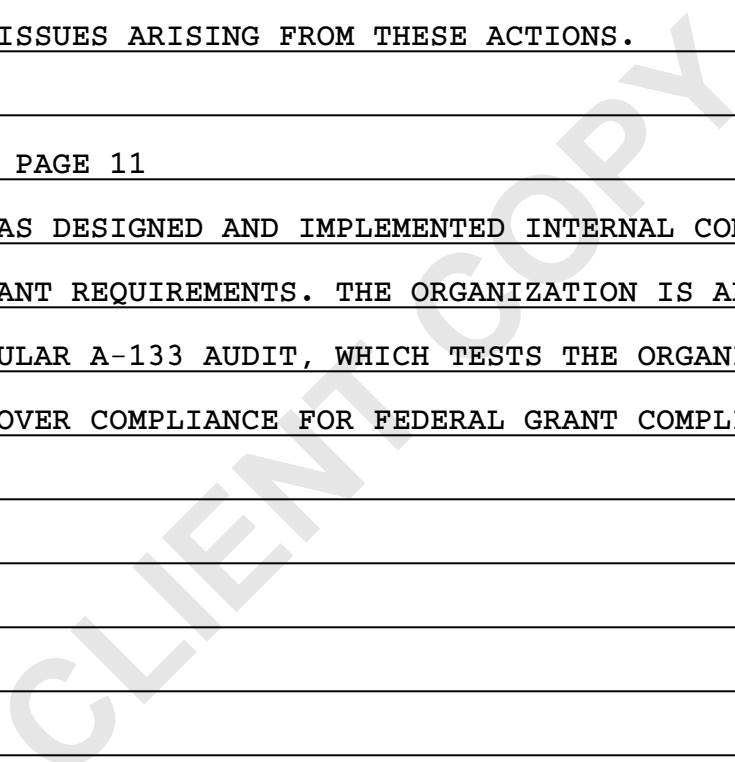 ISSUES ARISING FROM THESE ACTIONS.
PAGE 11
AS DESIGNED AND IMPLEMENTED INTERNAL
ANT REQUIREMENTS. THE ORGANIZATION IS
ULAR A-133 AUDIT, WHICH TESTS THE ORGAN
OVER COMPLIANCE FOR FEDERAL GRANT COMPL
CLIENT COPY